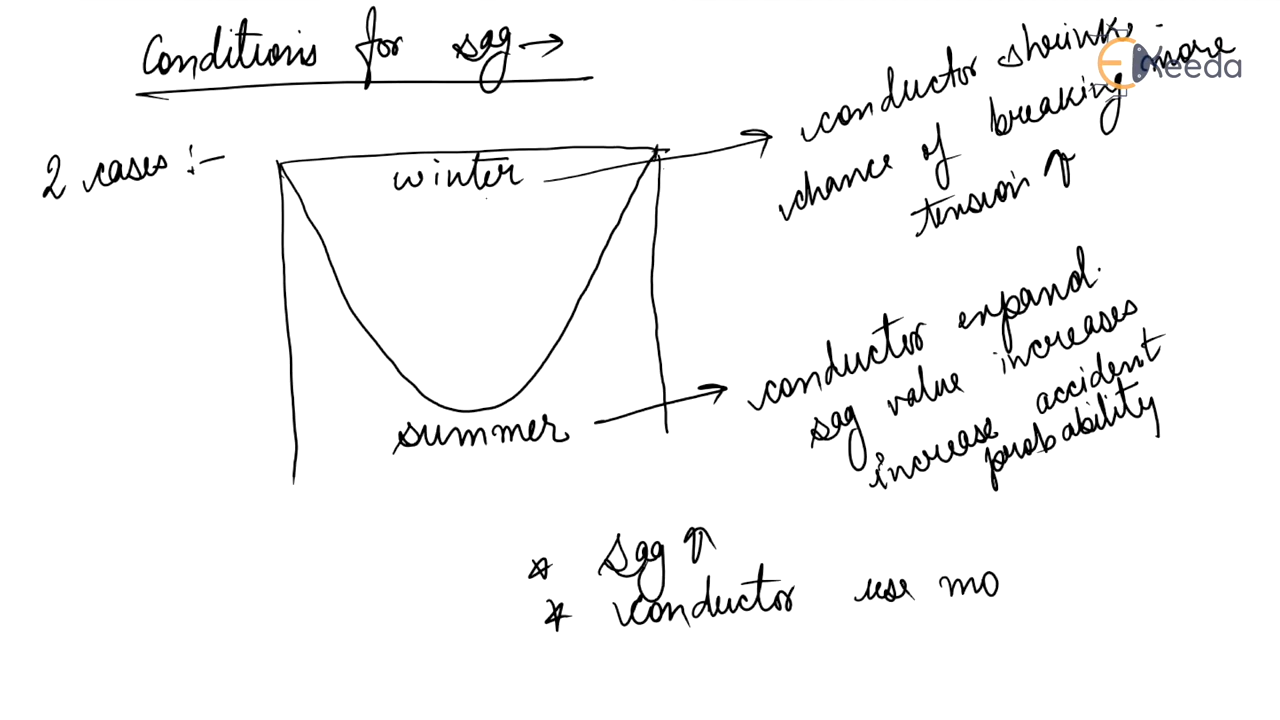 Conditions for sag →
2 cases :-
winter
conductor shrinks
chance of breaking more
tension ↑
summer
conductor expand.
sag value increases
increase accident
probability
* sag ↑
* conductor use mo
Keeda